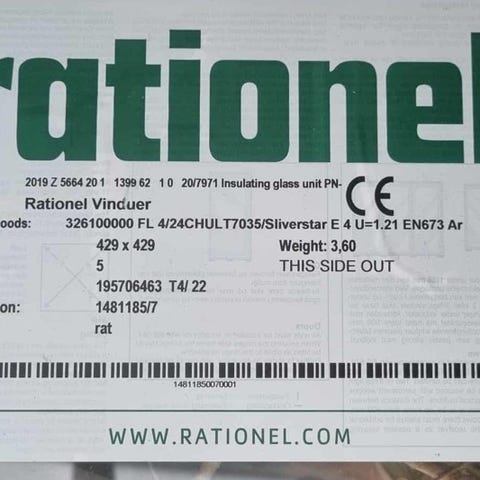 rationel
2019 Z 5664 20 1 1399 62 1 0 20/7971 Insulating glass unit PN- CE
Rationel Vinduer
oods: 326100000 FL 4/24CHULT7035/Sliverstar E 4 U=1.21 EN673 Ar
429 x 429 Weight: 3,60
5 THIS SIDE OUT
195706463 T4/ 22
on: 1481185/7
rat
14811850070001
WWW.RATIONEL.COM